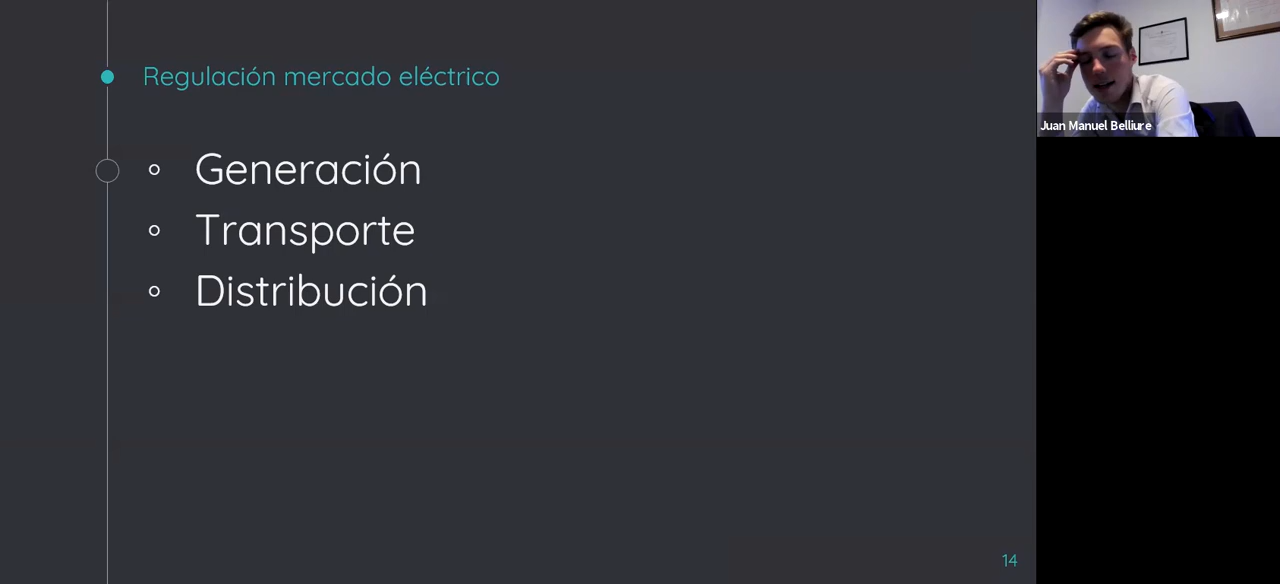 Regulación mercado eléctrico
Generación
Transporte
Distribución
14
Juan Manuel Belliure